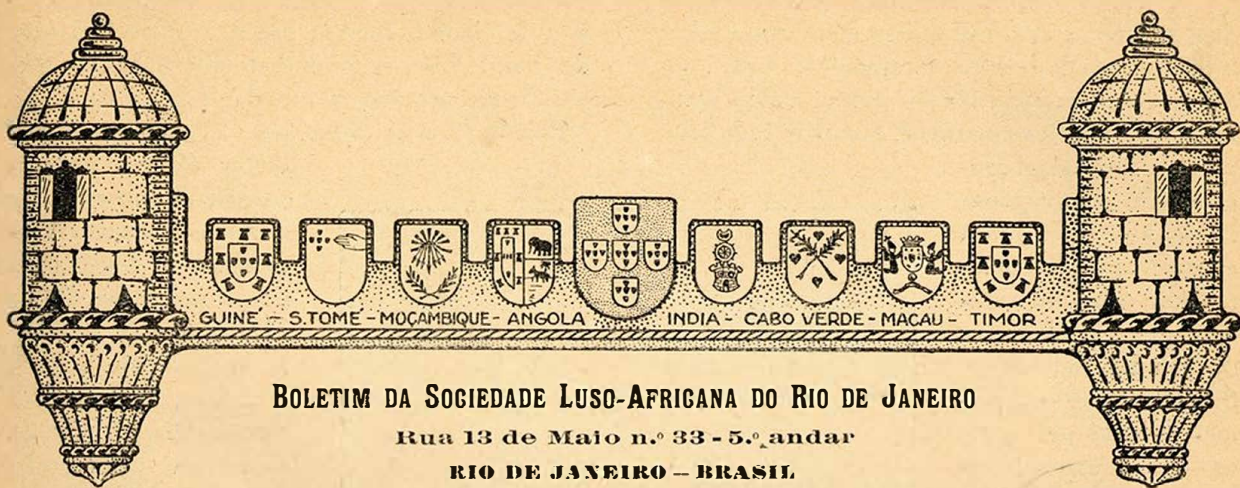 GUINÉ - S.TOMÉ - MOÇAMBIQUE - ANGOLA INDIA - CABO VERDE - MACAU - TIMOR
BOLETIM DA SOCIEDADE LUSO-AFRICANA DO RIO DE JANEIRO
Rua 13 de Maio n.º 33 - 5.º andar
RIO DE JANEIRO – BRASIL